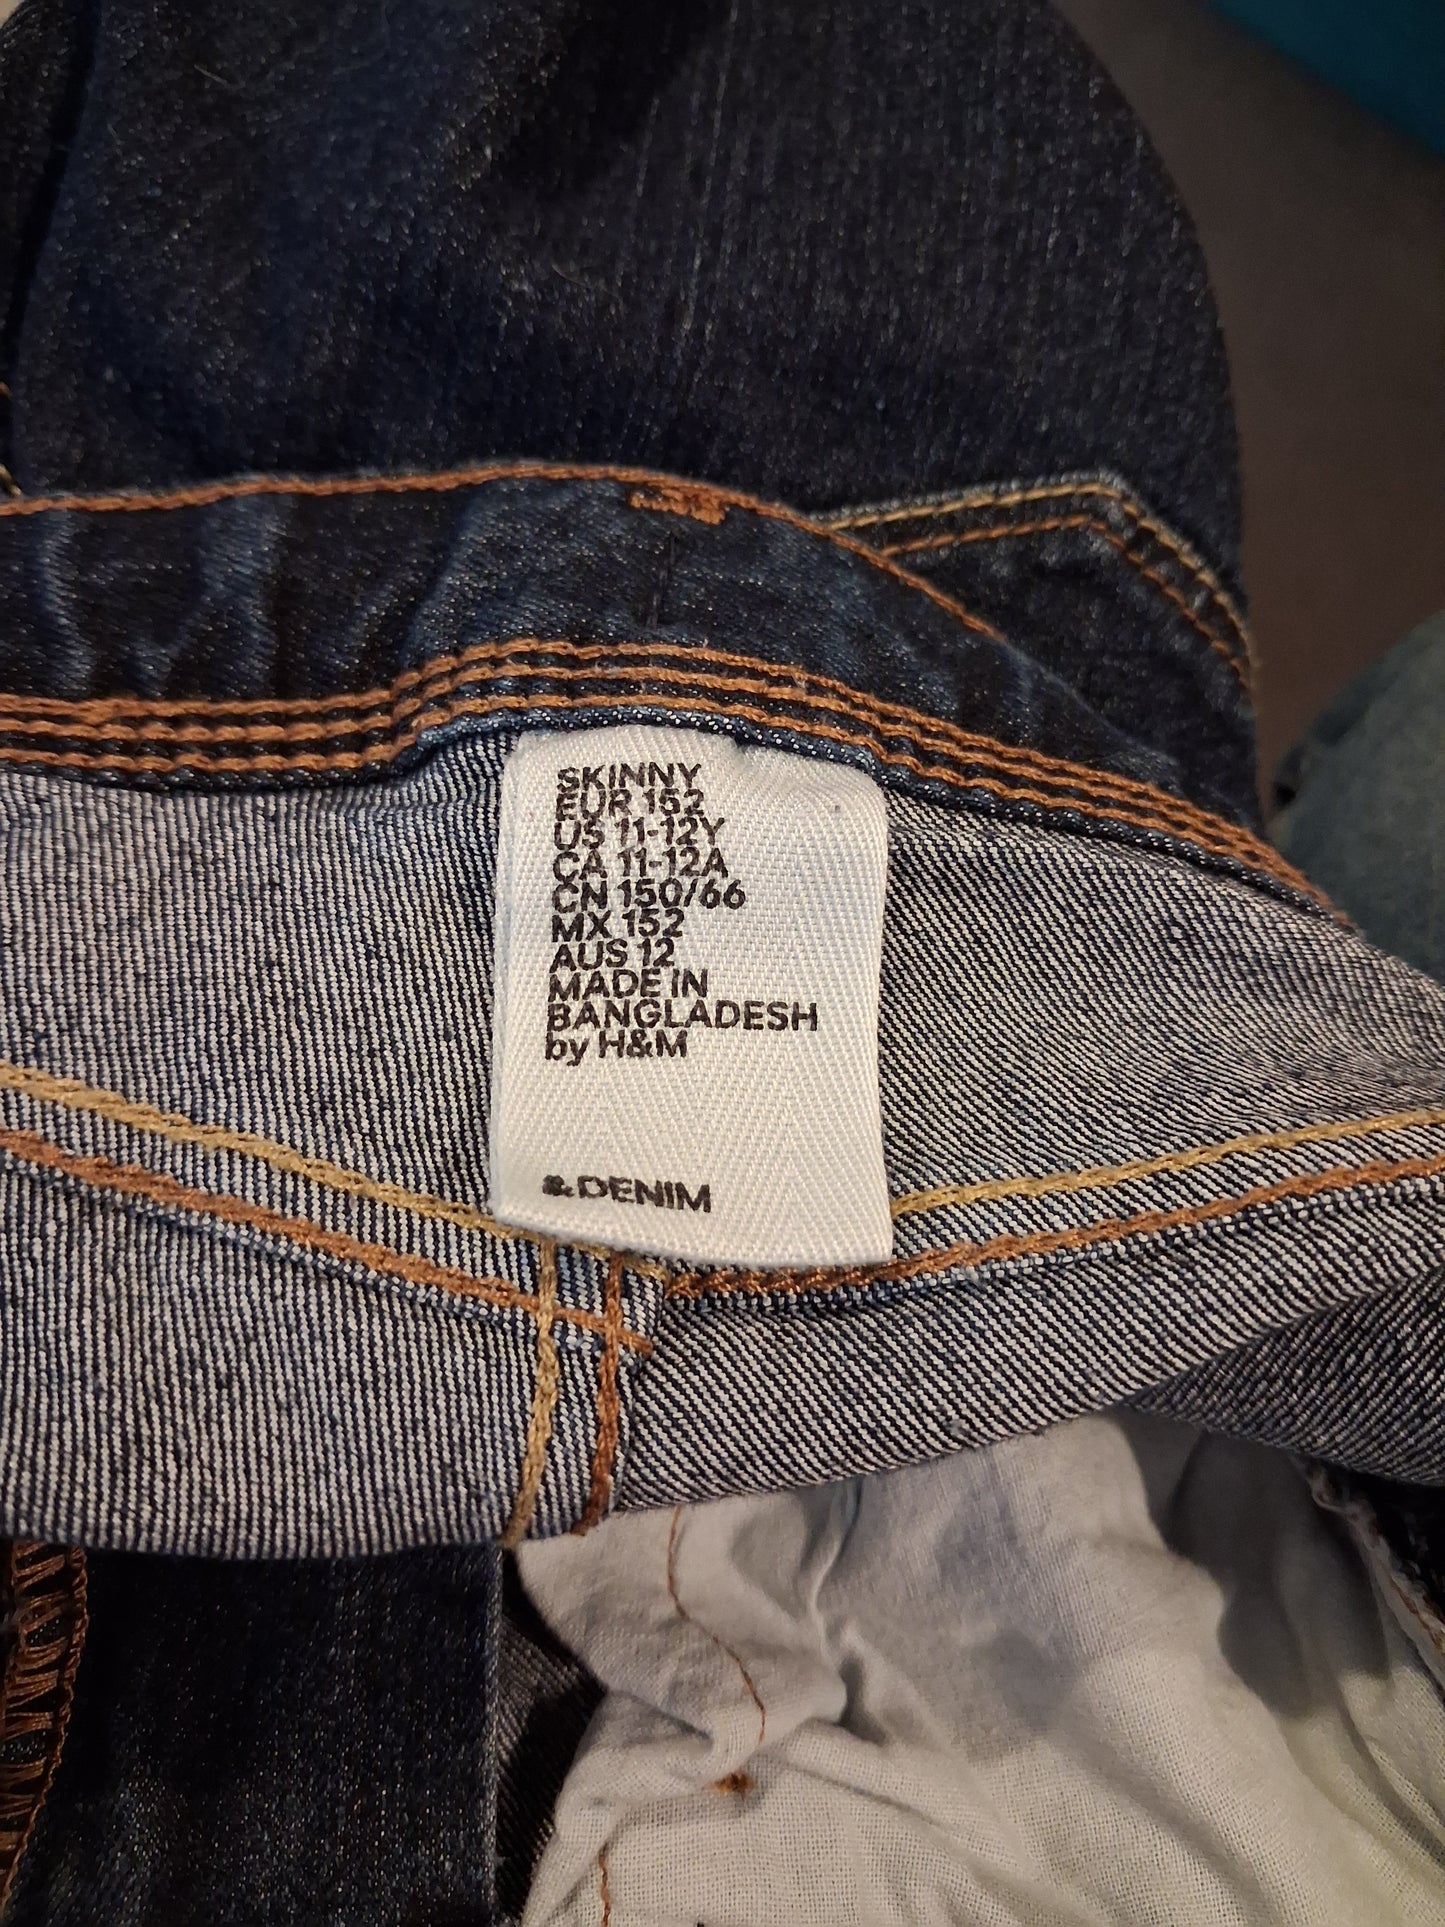 SKINNY
EUR 152
US 11-12Y
CA 11-12A
CN 150/66
MX 152
AUS 12
MADE IN
BANGLADESH
by H&M
&DENIM